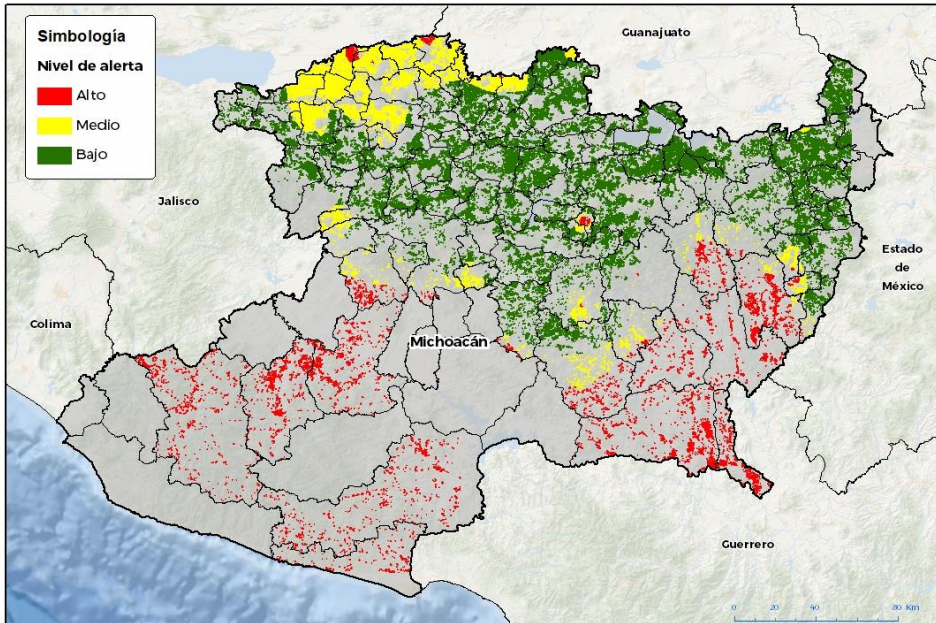 Simbología
Nivel de alerta
Alto
Medio
Bajo
Guanajuato
Jalisco
Estado
de
México
Colima
Michoacán
Guerrero
0 20 40 80 Km